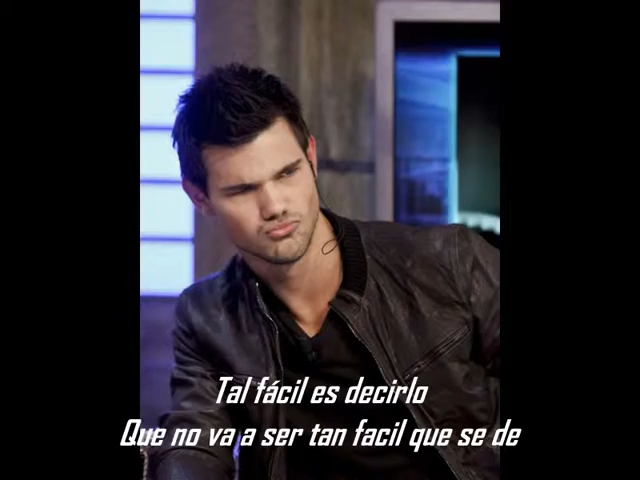 Tal fácil es decirlo
Que no va a ser tan facil que se de